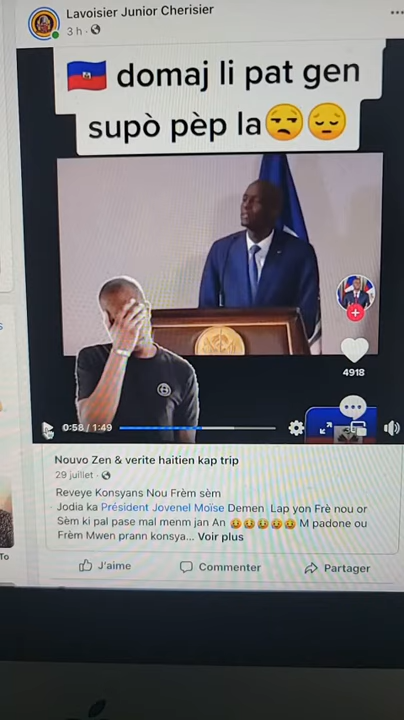 Lavoisier Junior Cherisier
3 h
domaj li pat gen
supò pèp la
4918
0:58 / 1:49
Nouvo Zen & verite haitien kap trip
29 juillet
Reveye Konsyans Nou Frèm sèm
Jodia ka Président Jovenel Moïse Demen Lap yon Frè nou or
Sèm ki pal pase mal menm jan An 😡😡😡😡😡 M padone ou
Frèm Mwen prann konsya... Voir plus
J'aime
Commenter
Partager
To